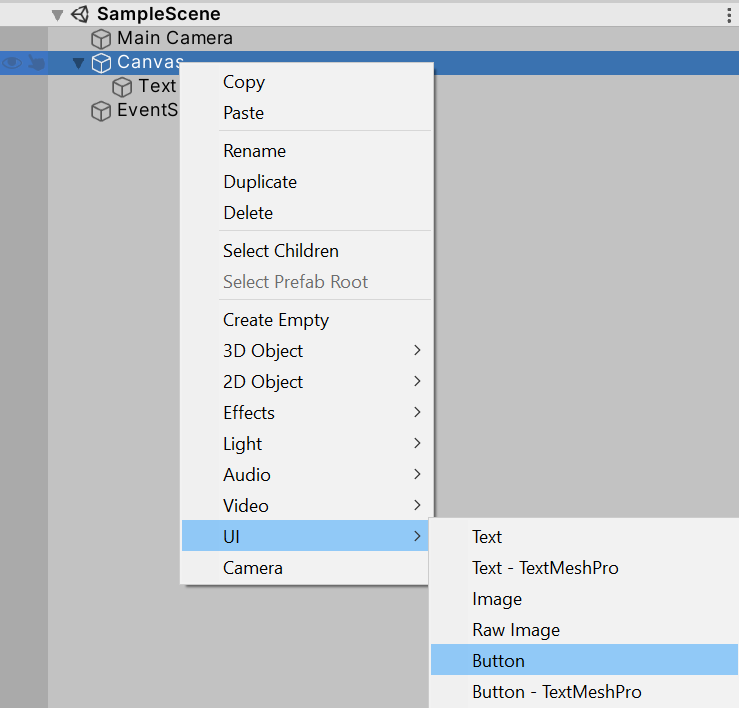 SampleScene
Main Camera
Canvas
Text
EventS
Copy
Paste
Rename
Duplicate
Delete
Select Children
Select Prefab Root
Create Empty
3D Object
2D Object
Effects
Light
Audio
Video
UI
Camera
Text
Text - TextMeshPro
Image
Raw Image
Button
Button - TextMeshPro